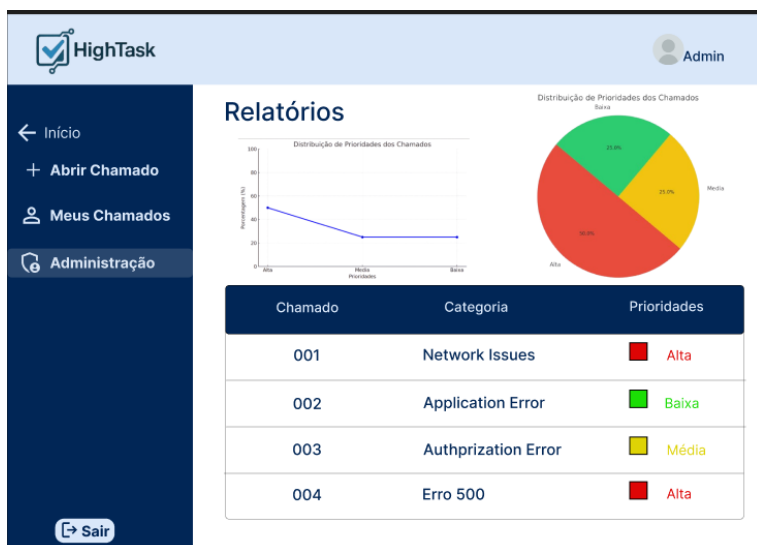 HighTask
Admin
Início
Abrir Chamado
Meus Chamados
Administração
Sair
Relatórios
Distribuição de Prioridades dos Chamados
100
80
60
40
20
0
Porcentagem (%)
Alta
Média
Baixa
Prioridades
Distribuição de Prioridades dos Chamados
Baixa
25.0%
Média
25.0%
50.0%
Alta
Chamado Categoria Prioridades
001 Network Issues Alta
002 Application Error Baixa
003 Authprization Error Média
004 Erro 500 Alta